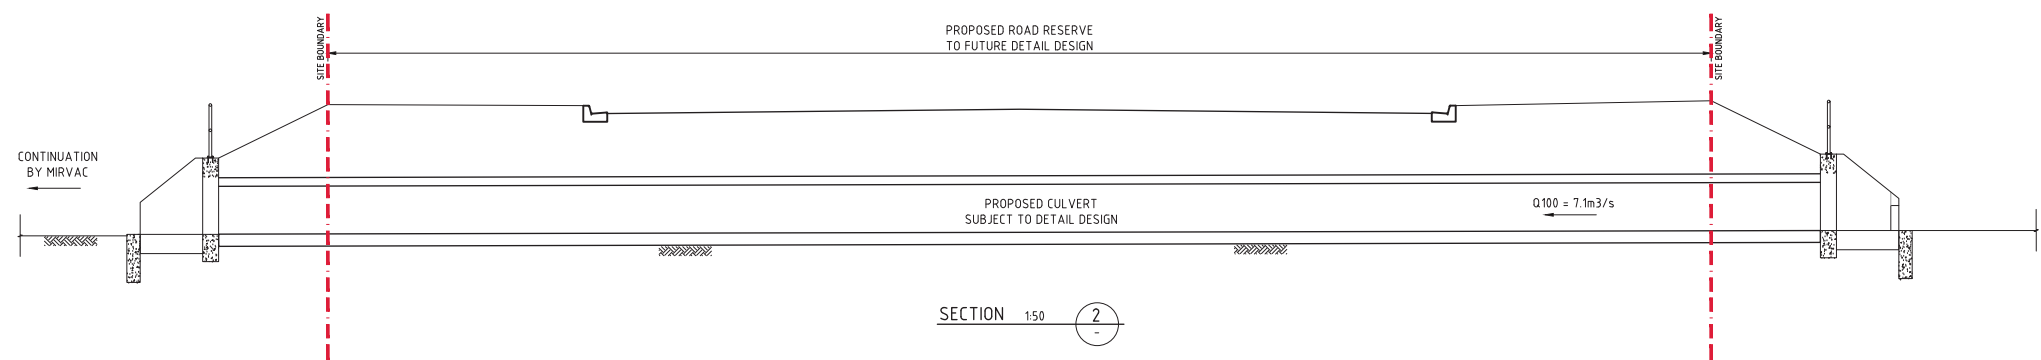 SITE BOUNDARY
PROPOSED ROAD RESERVE
TO FUTURE DETAIL DESIGN
SITE BOUNDARY
CONTINUATION
BY MIRVAC
PROPOSED CULVERT
SUBJECT TO DETAIL DESIGN
Q100 = 7.1m3/s
SECTION 1:50
2
-